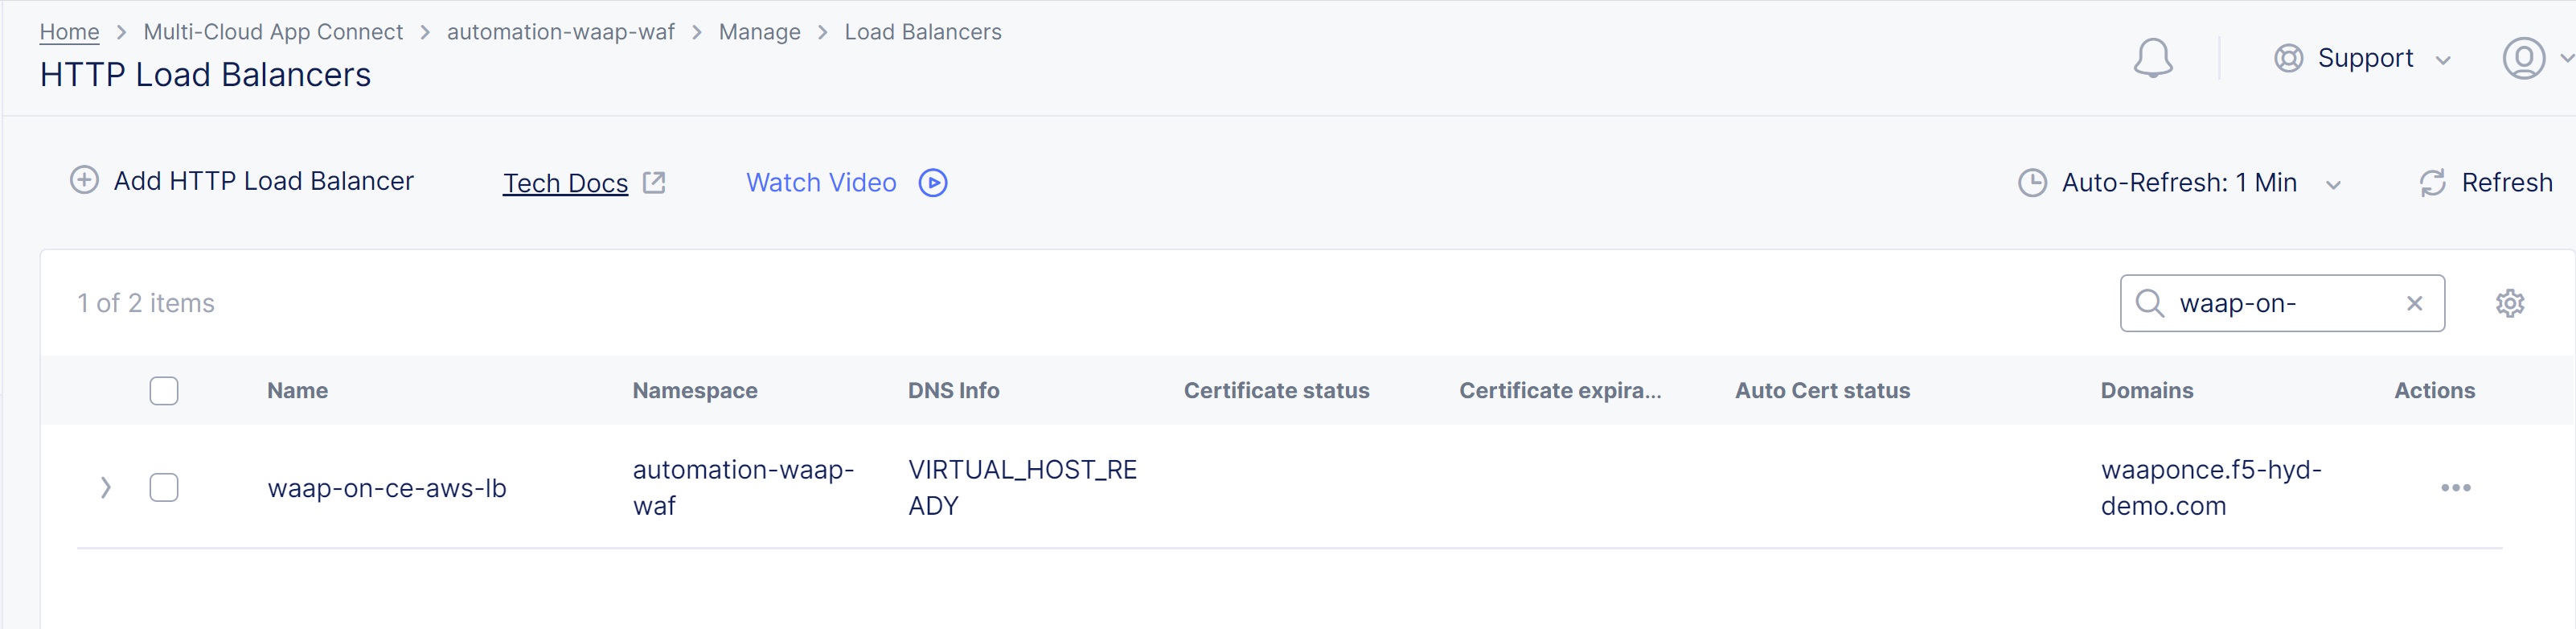 Home > Multi-Cloud App Connect > automation-waap-waf > Manage > Load Balancers
HTTP Load Balancers
Support
Add HTTP Load Balancer
Tech Docs
Watch Video
Auto-Refresh: 1 Min
Refresh
1 of 2 items
waap-on-
Name Namespace DNS Info Certificate status Certificate expira... Auto Cert status Domains Actions
waap-on-ce-aws-lb
automation-waap-
waf
VIRTUAL_HOST_RE
ADY
waaponce.f5-hyd-
demo.com